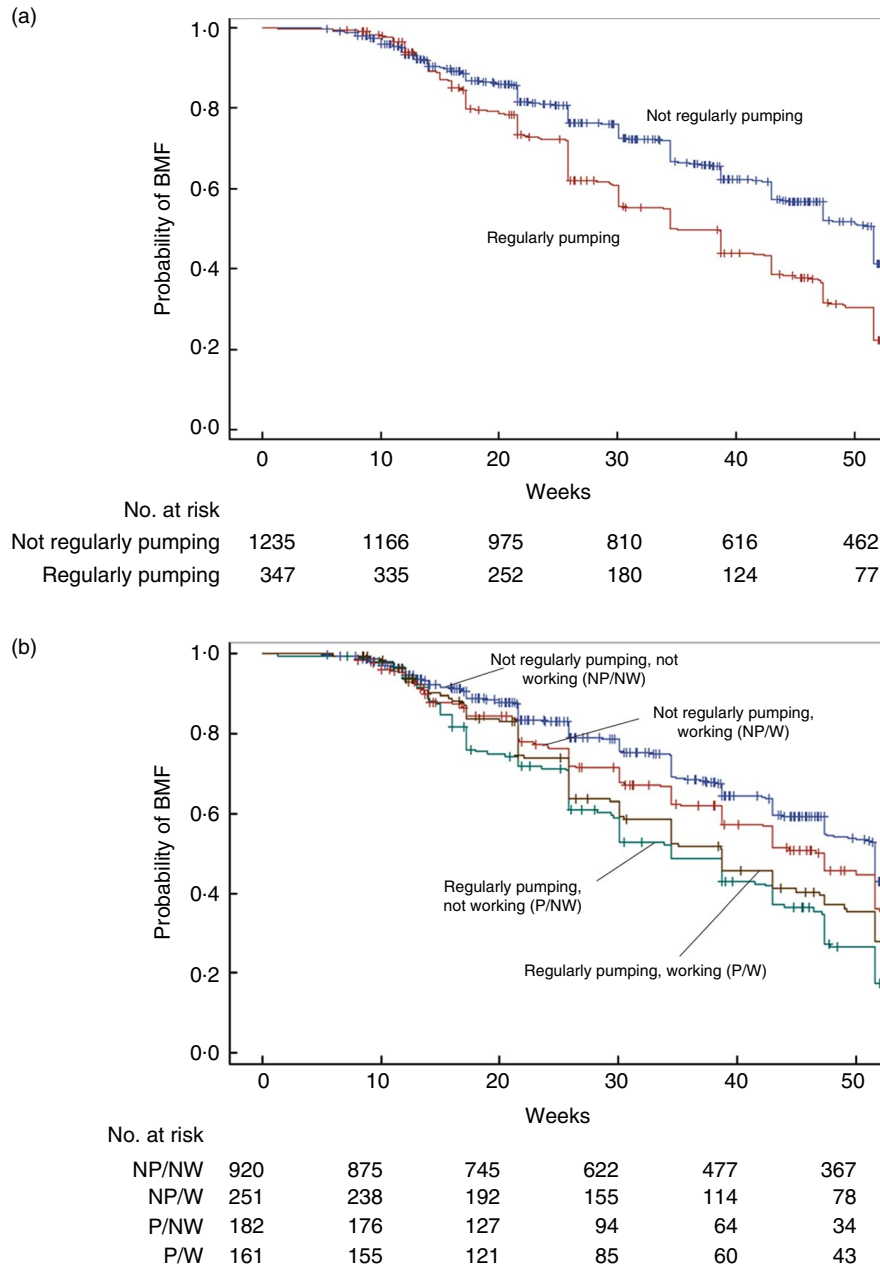 (a)
1·0
0·8
0·6
0·4
0·2
0·0
Probability of BMF
Not regularly pumping
Regularly pumping
0 10 20 30 40 50
Weeks
No. at risk
Not regularly pumping 1235 1166 975 810 616 462
Regularly pumping 347 335 252 180 124 77
(b)
1·0
0·8
0·6
0·4
0·2
0·0
Probability of BMF
Not regularly pumping, not
working (NP/NW)
Not regularly pumping,
working (NP/W)
Regularly pumping,
not working (P/NW)
Regularly pumping, working (P/W)
0 10 20 30 40 50
Weeks
No. at risk
NP/NW 920 875 745 622 477 367
NP/W 251 238 192 155 114 78
P/NW 182 176 127 94 64 34
P/W 161 155 121 85 60 43